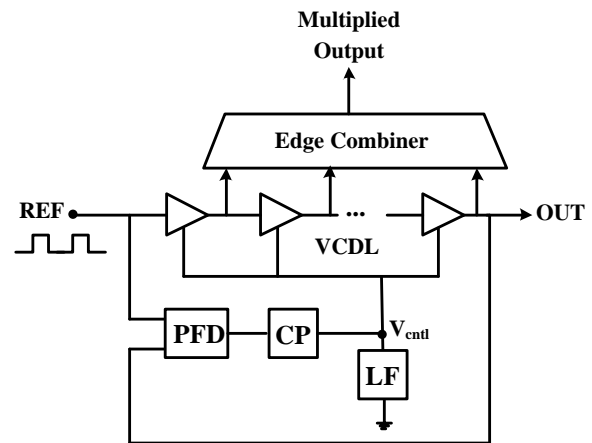 Multiplied
Output
Edge Combiner
REF
...
OUT
VCDL
PFD
CP
Vcntl
LF